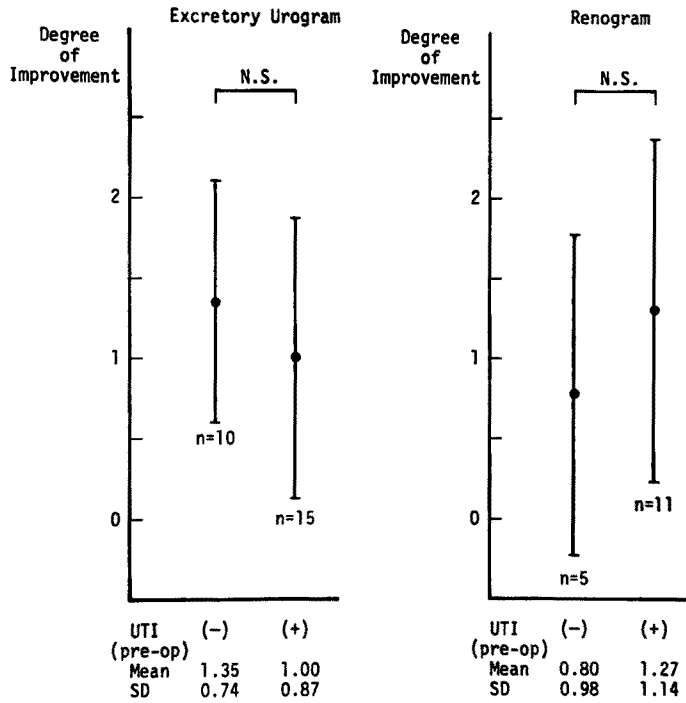 Excretory Urogram
Degree
of
Improvement
N.S.
2
1
0
n=10
n=15
UTI (−) (+)
(pre-op)
Mean 1.35 1.00
SD 0.74 0.87
Renogram
Degree
of
Improvement
N.S.
2
1
0
n=11
n=5
UTI (−) (+)
(pre-op)
Mean 0.80 1.27
SD 0.98 1.14